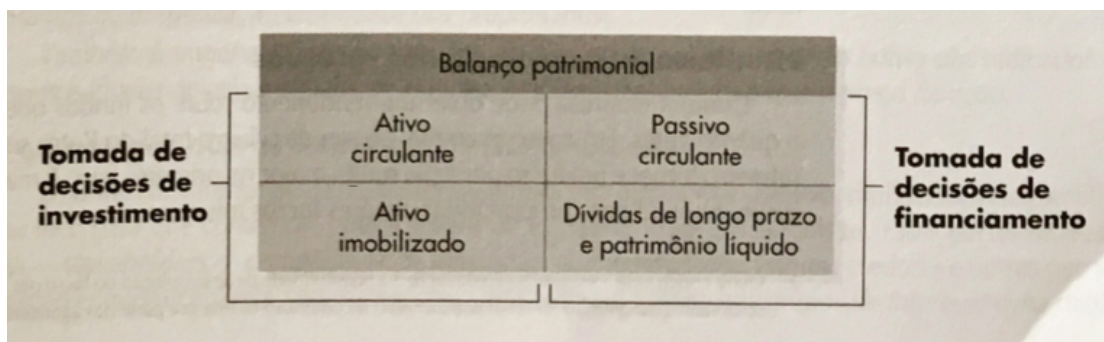 Balanço patrimonial
Tomada de
decisões de
investimento
Ativo
circulante
Ativo
imobilizado
Passivo
circulante
Dívidas de longo prazo
e patrimônio líquido
Tomada de
decisões de
financiamento